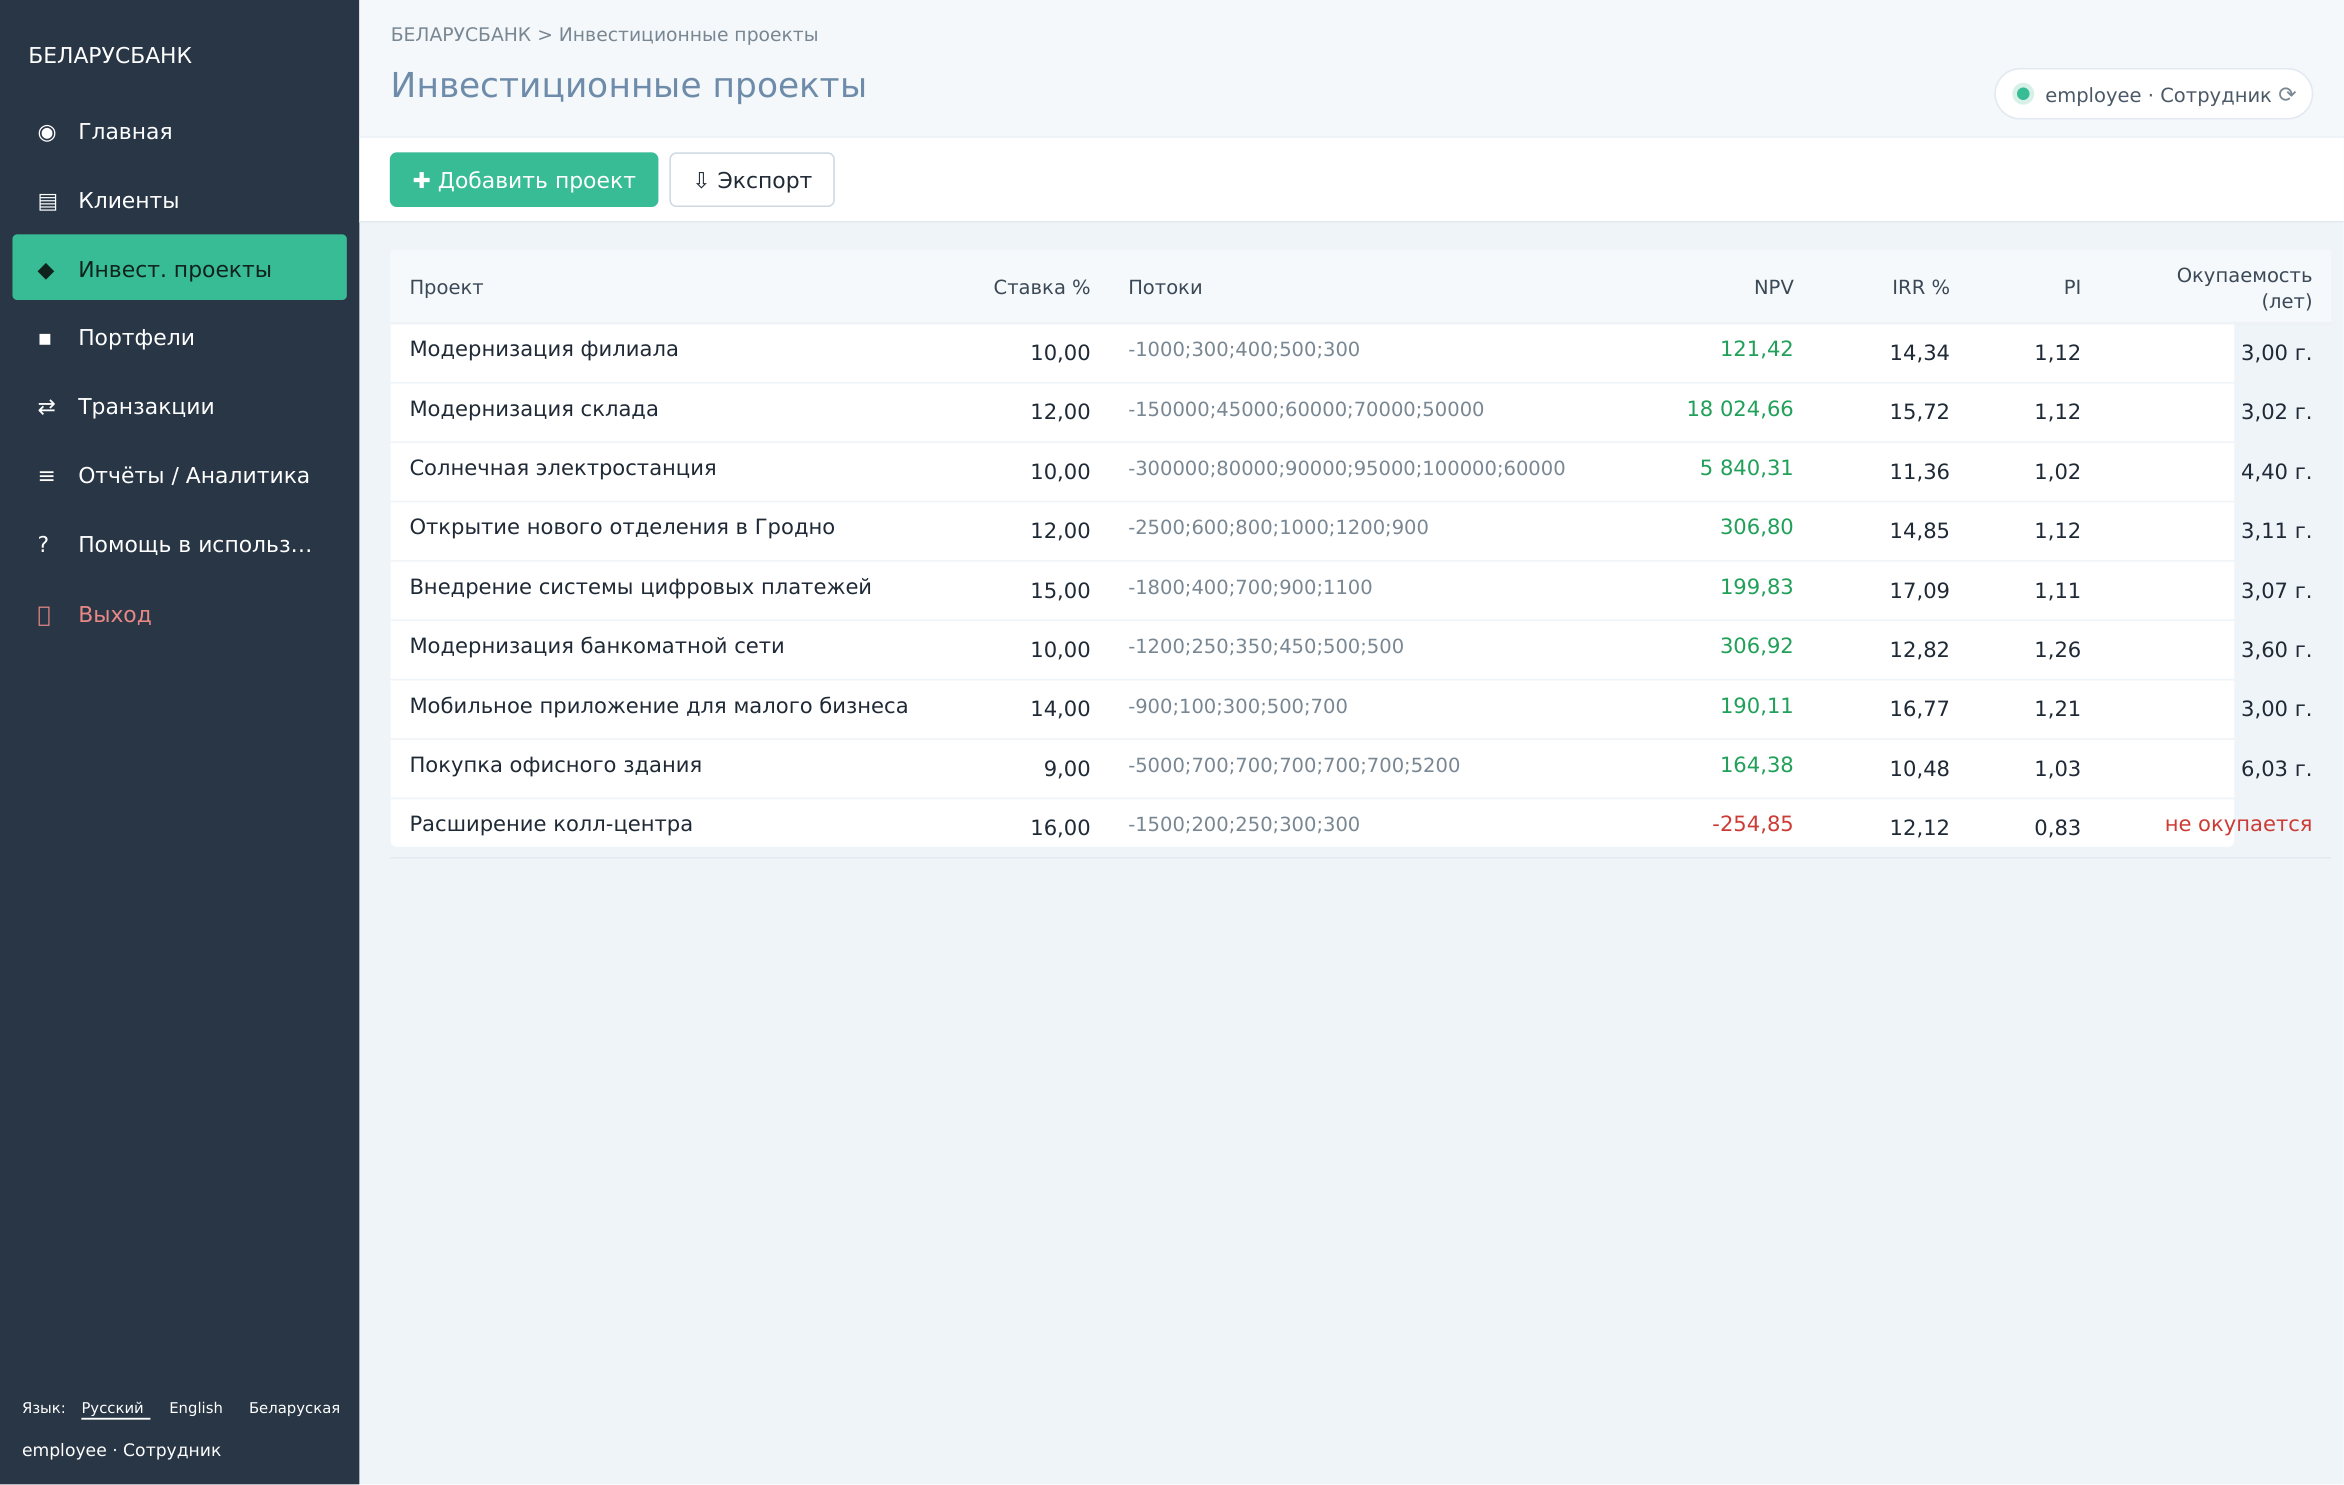 БЕЛАРУСБАНК
◉ Главная
▤ Клиенты
◆ Инвест. проекты
▪ Портфели
⇄ Транзакции
≡ Отчёты / Аналитика
? Помощь в использ...
Выход
Язык: Русский English Беларуская
employee · Сотрудник
БЕЛАРУСБАНК > Инвестиционные проекты
Инвестиционные проекты
employee · Сотрудник ⟳
✚ Добавить проект ⇩ Экспорт
Проект Ставка % Потоки NPV IRR % PI Окупаемость (лет)
Модернизация филиала 10,00 -1000;300;400;500;300 121,42 14,34 1,12 3,00 г.
Модернизация склада 12,00 -150000;45000;60000;70000;50000 18 024,66 15,72 1,12 3,02 г.
Солнечная электростанция 10,00 -300000;80000;90000;95000;100000;60000 5 840,31 11,36 1,02 4,40 г.
Открытие нового отделения в Гродно 12,00 -2500;600;800;1000;1200;900 306,80 14,85 1,12 3,11 г.
Внедрение системы цифровых платежей 15,00 -1800;400;700;900;1100 199,83 17,09 1,11 3,07 г.
Модернизация банкоматной сети 10,00 -1200;250;350;450;500;500 306,92 12,82 1,26 3,60 г.
Мобильное приложение для малого бизнеса 14,00 -900;100;300;500;700 190,11 16,77 1,21 3,00 г.
Покупка офисного здания 9,00 -5000;700;700;700;700;700;5200 164,38 10,48 1,03 6,03 г.
Расширение колл-центра 16,00 -1500;200;250;300;300 -254,85 12,12 0,83 не окупается